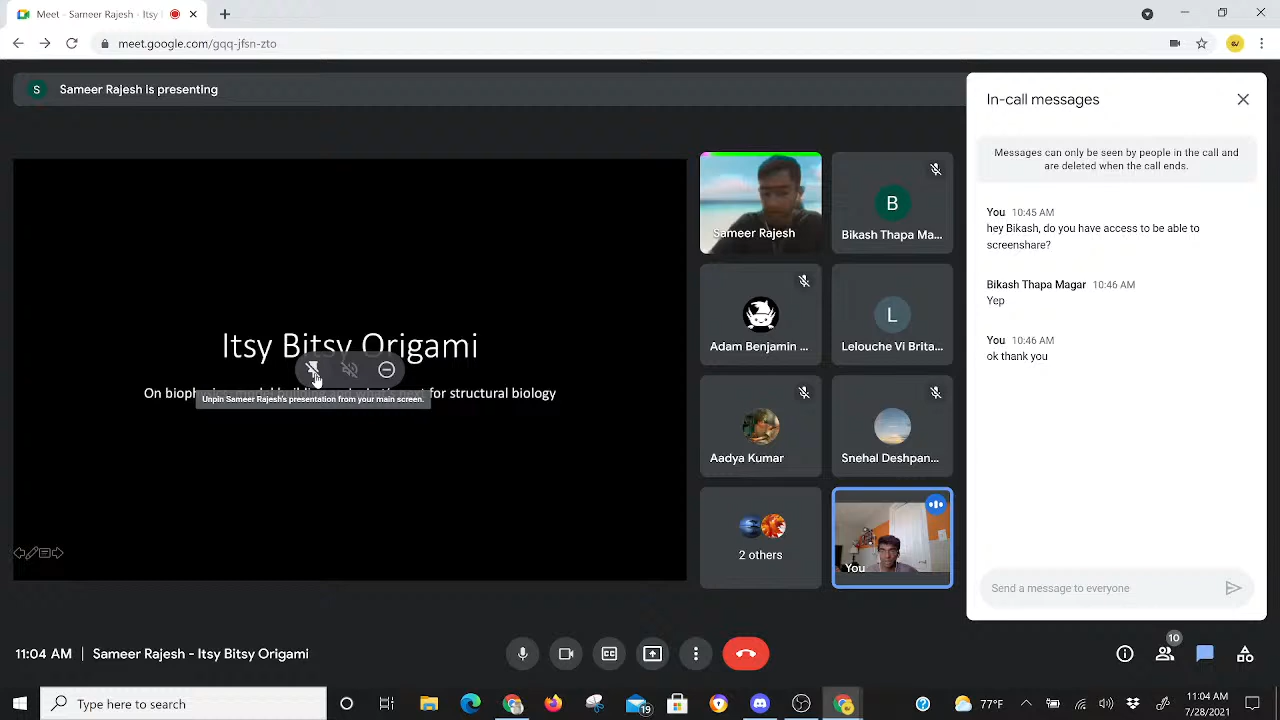 Meet - Sameer Rajesh - Itsy
meet.google.com/gqq-jfsn-zto
S
Sameer Rajesh is presenting
Itsy Bitsy Origami
On bioph
for structural biology
Unpin Sameer Rajesh's presentation from your main screen.
Sameer Rajesh
B
Bikash Thapa Ma...
Adam Benjamin ...
L
Lelouche Vi Brita...
Aadya Kumar
Snehal Deshpan...
2 others
You
In-call messages
Messages can only be seen by people in the call and
are deleted when the call ends.
You 10:45 AM
hey Bikash, do you have access to be able to
screenshare?
Bikash Thapa Magar 10:46 AM
Yep
You 10:46 AM
ok thank you
Send a message to everyone
11:04 AM | Sameer Rajesh - Itsy Bitsy Origami
CC
10
Type here to search
19
77°F
11:04 AM
7/28/2021